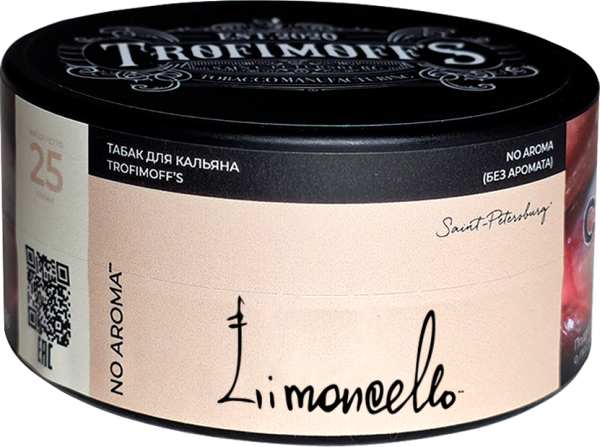 EST. 2020
TROFIMOFF'S
TOBACCO MANUFACTURING
25
ТАБАК ДЛЯ КАЛЬЯНА
TROFIMOFF'S
NO AROMA
(БЕЗ АРОМАТА)
Saint-Petersburg
NO AROMA
EAC
Limoncello